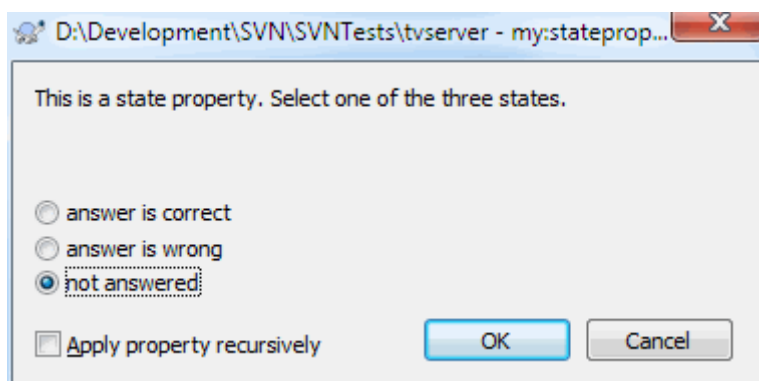 D:\Development\SVN\SVNTests\tvserver - my:stateprop...
This is a state property. Select one of the three states.
answer is correct
answer is wrong
not answered
Apply property recursively
OK
Cancel